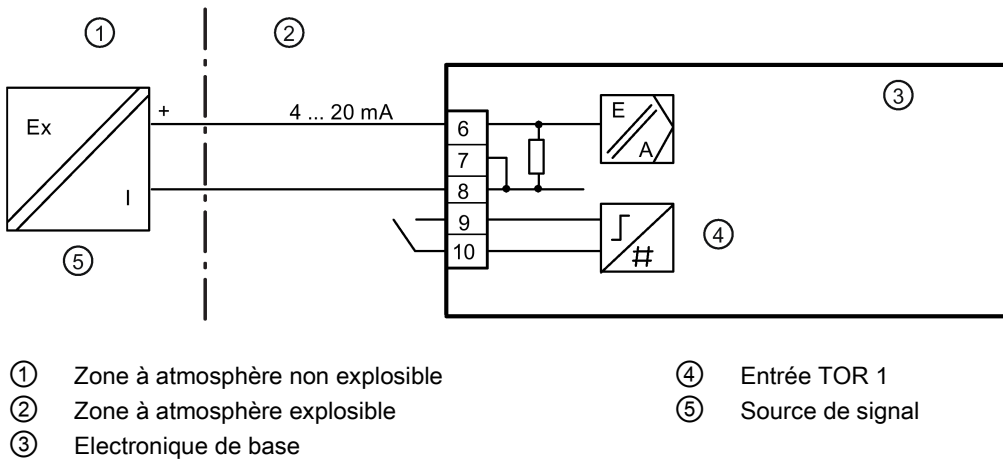 ① ②
③
Ex + 4 ... 20 mA 6 E
A
7
I 8
9
④
⑤ 10
① Zone à atmosphère non explosible
② Zone à atmosphère explosible
③ Electronique de base
④ Entrée TOR 1
⑤ Source de signal